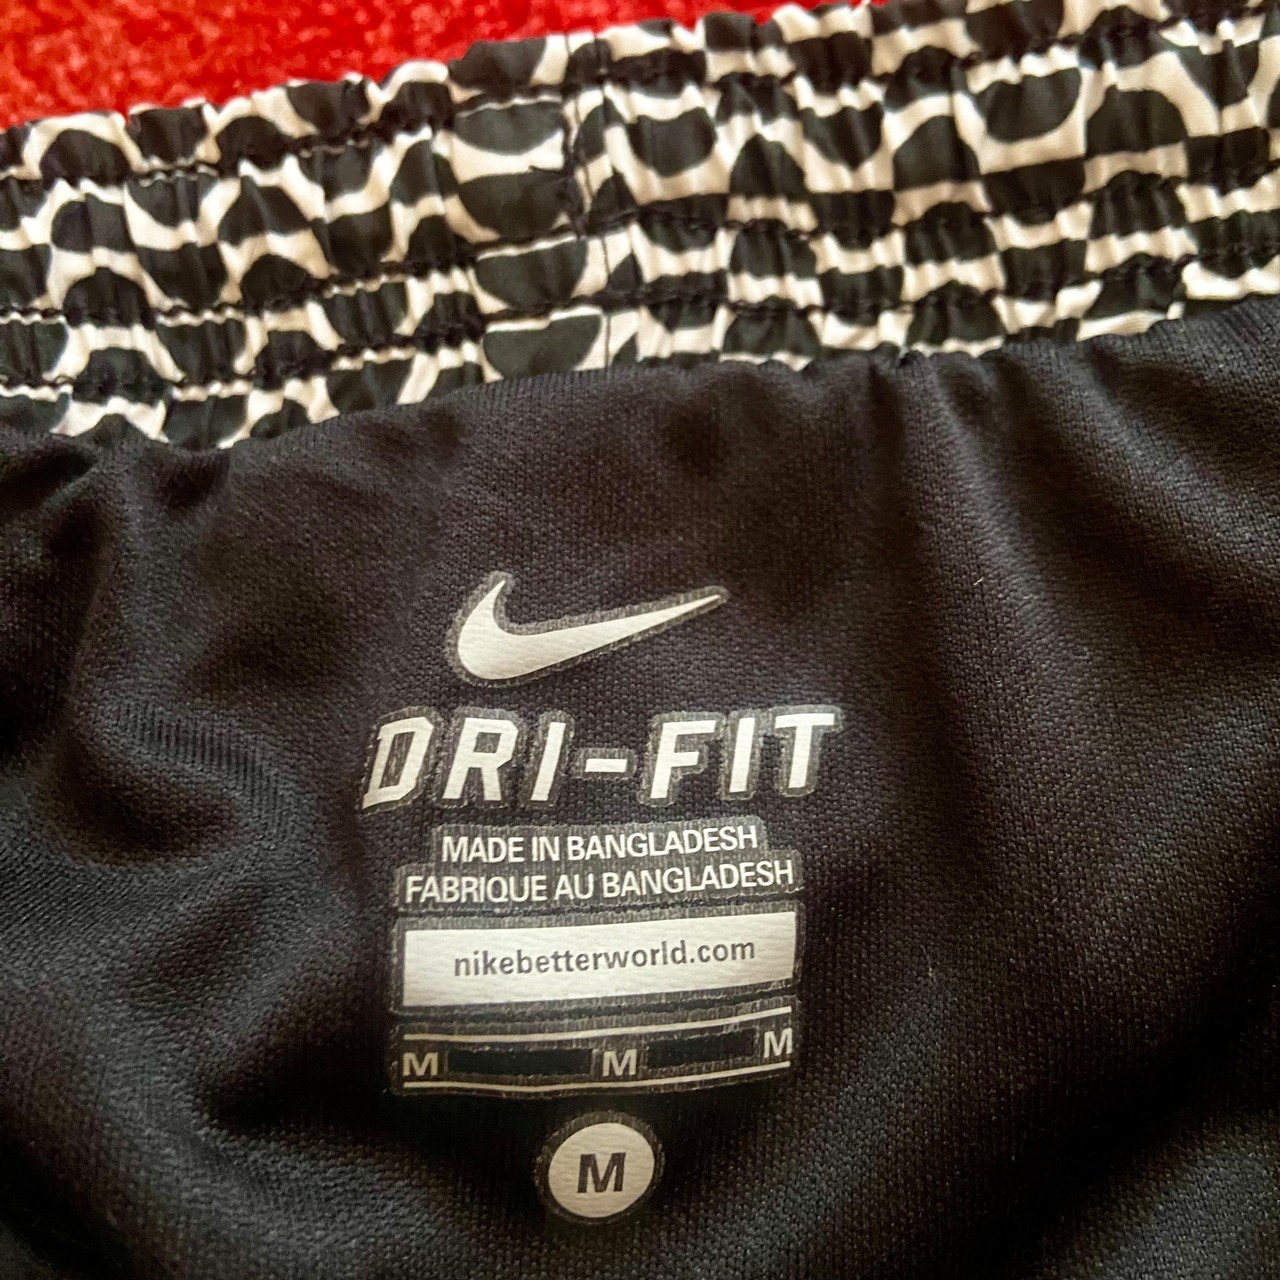 DRI-FIT
MADE IN BANGLADESH
FABRIQUE AU BANGLADESH
nikebetterworld.com
M M M
M